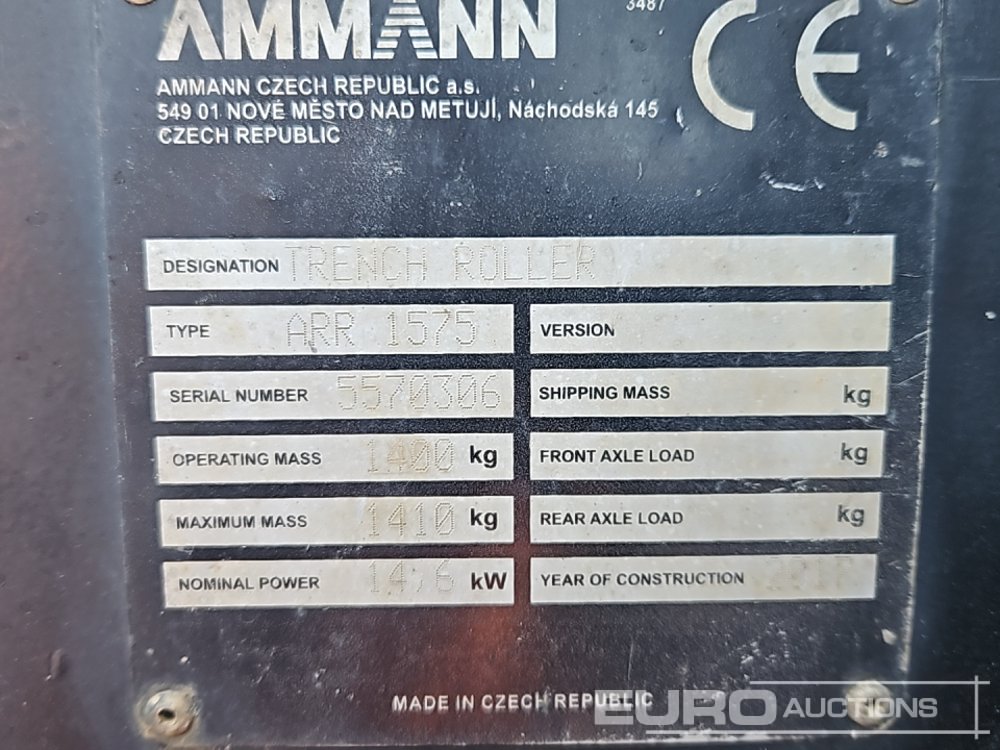 3487
AMMANN
CE
AMMANN CZECH REPUBLIC a.s.
549 01 NOVÉ MĚSTO NAD METUJÍ, Náchodská 145
CZECH REPUBLIC
DESIGNATION TRENCH ROLLER
TYPE ARR 1575
VERSION
SERIAL NUMBER 5570306
SHIPPING MASS kg
OPERATING MASS 1400 kg
FRONT AXLE LOAD kg
MAXIMUM MASS 1410 kg
REAR AXLE LOAD kg
NOMINAL POWER 14,6 kW
YEAR OF CONSTRUCTION
MADE IN CZECH REPUBLIC
EURO AUCTIONS